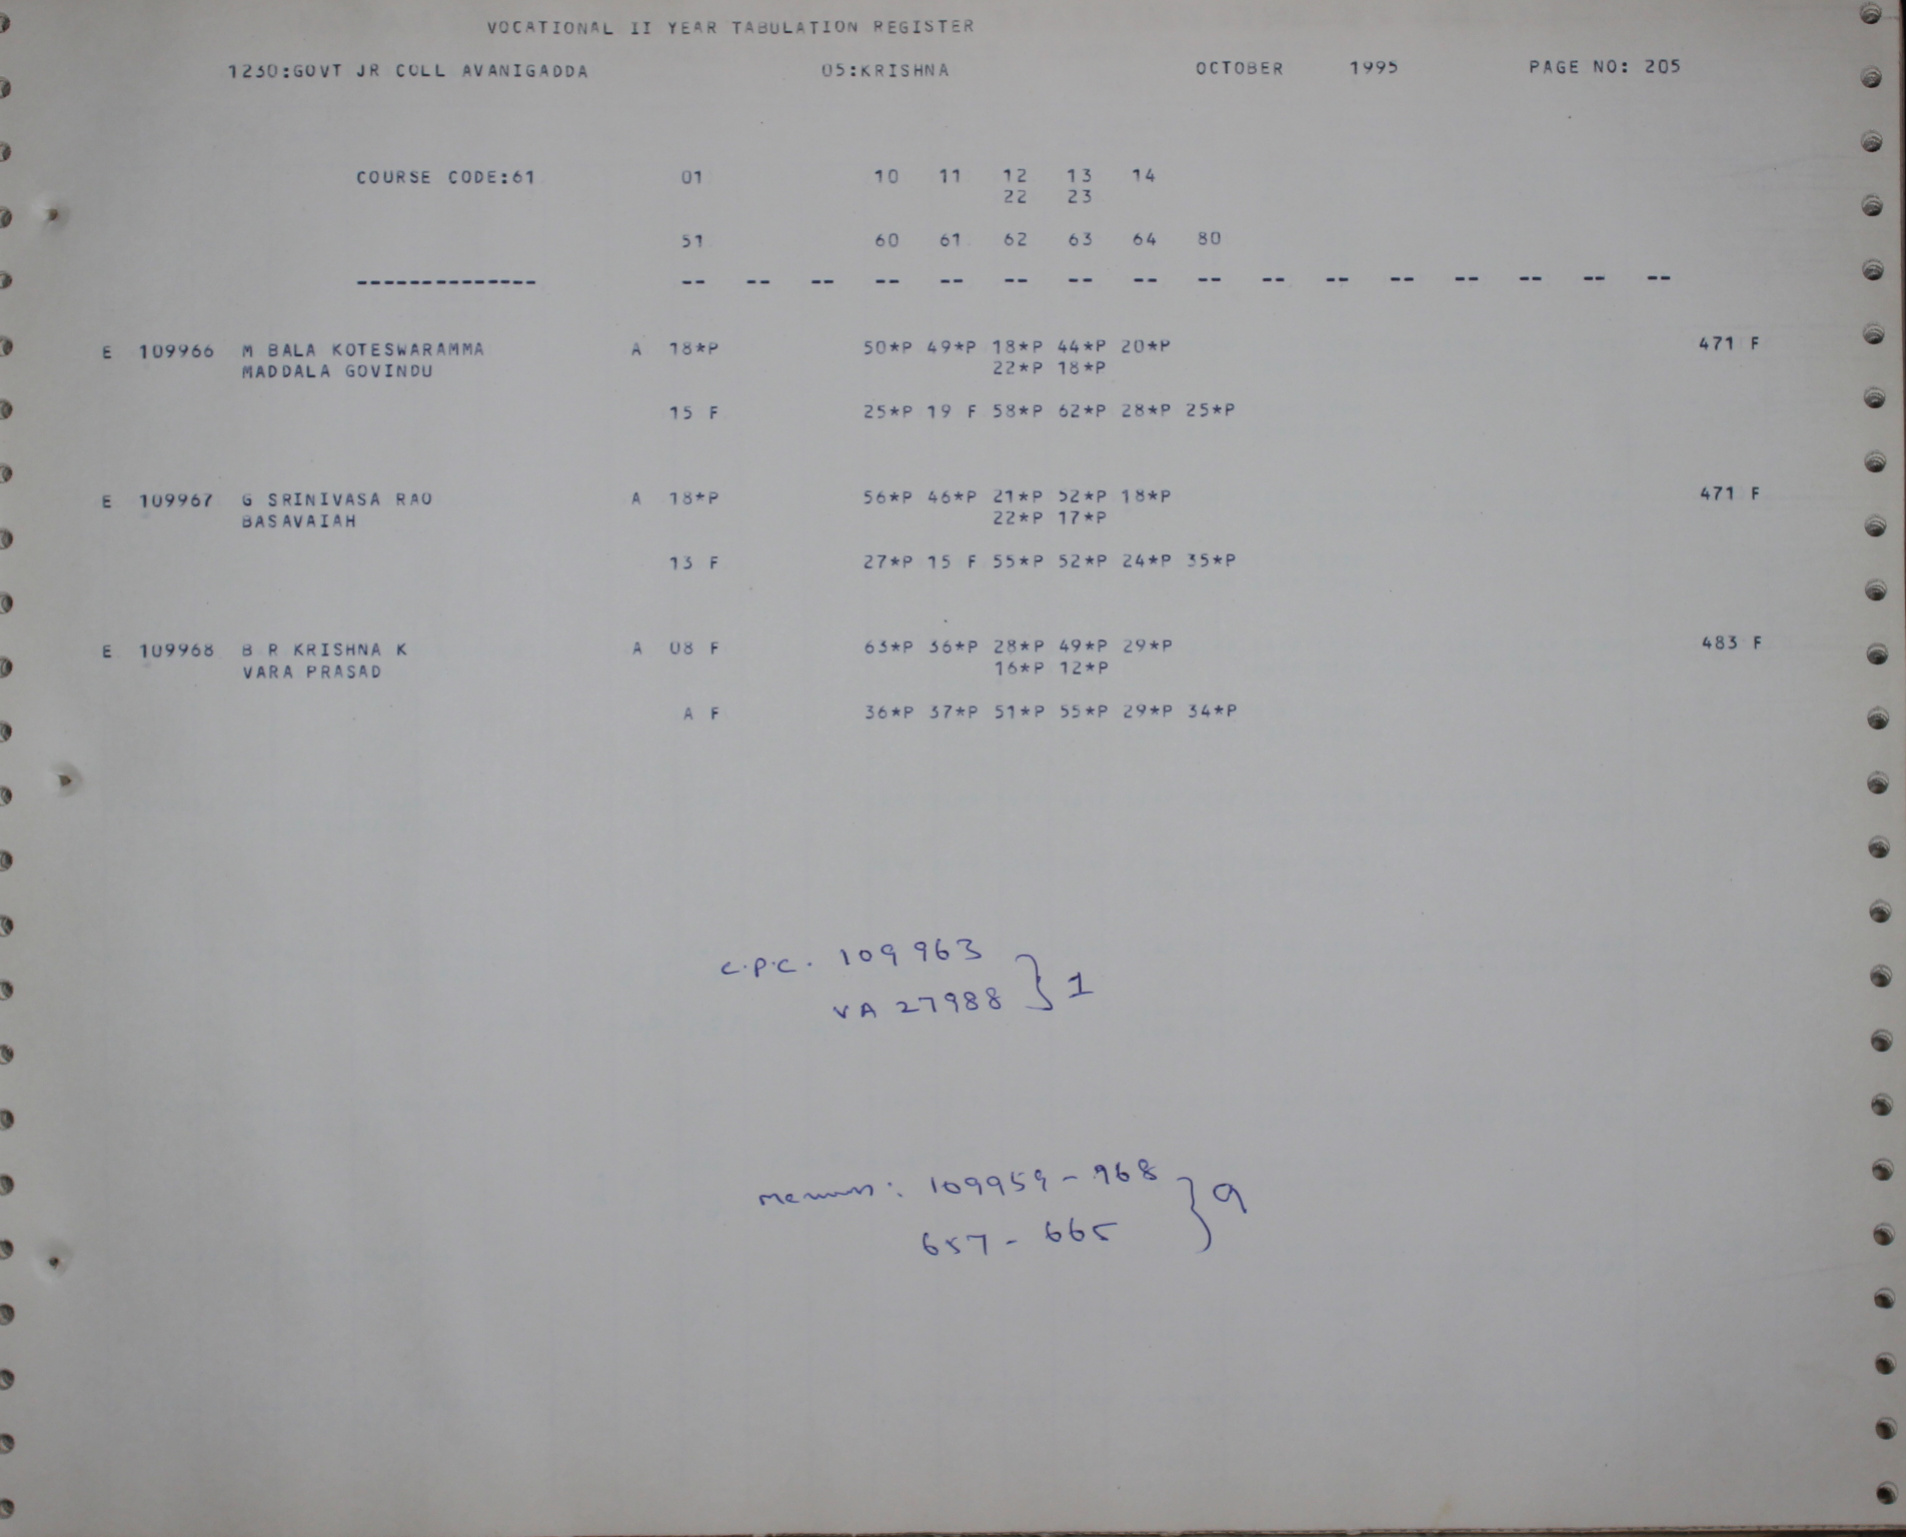 VOCATIONAL II YEAR TABULATION REGISTER
1230:GOVT JR COLL AVANIGADDA 05:KRISHNA OCTOBER 1995 PAGE NO: 205
COURSE CODE:61 01 10 11 12 13 14
22 23
51 60 61 62 63 64 80
-------------- -- -- -- -- -- -- -- -- -- -- -- -- -- -- -- --
E 109966 M BALA KOTESWARAMMA A 18*P 50*P 49*P 18*P 44*P 20*P 471 F
MADDALA GOVINDU 22*P 18*P
15 F 25*P 19 F 58*P 62*P 28*P 25*P
E 109967 G SRINIVASA RAO A 18*P 56*P 46*P 21*P 52*P 18*P 471 F
BASAVAIAH 22*P 17*P
13 F 27*P 15 F 55*P 52*P 24*P 35*P
E 109968 B R KRISHNA K A 08 F 63*P 36*P 28*P 49*P 29*P 483 F
VARA PRASAD 16*P 12*P
A F 36*P 37*P 51*P 55*P 29*P 34*P
C.P.C. 109963
VA 27988 } 1
: 109959 - 968
657 - 665 } 9